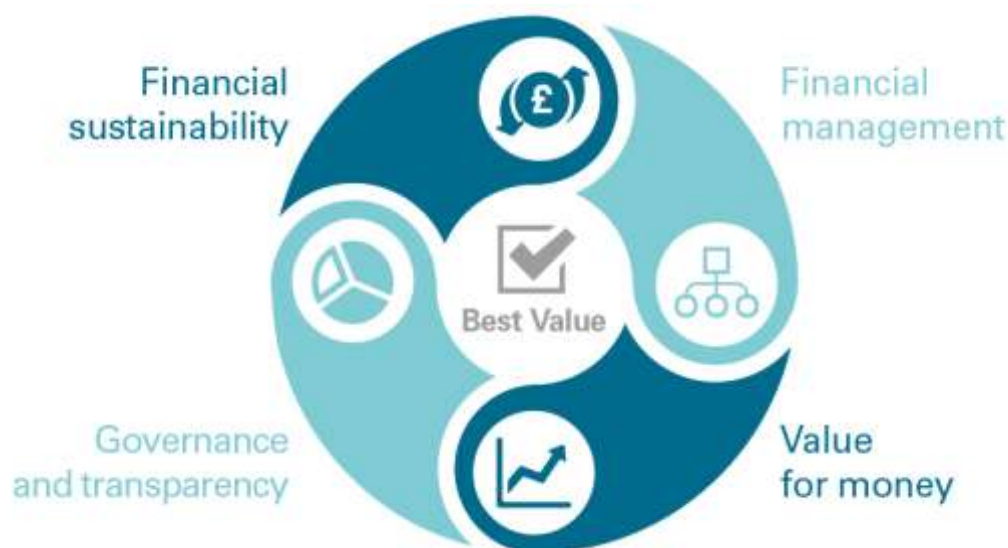 Financial
sustainability
Financial
management
£
Best Value
Governance
and transparency
Value
for money